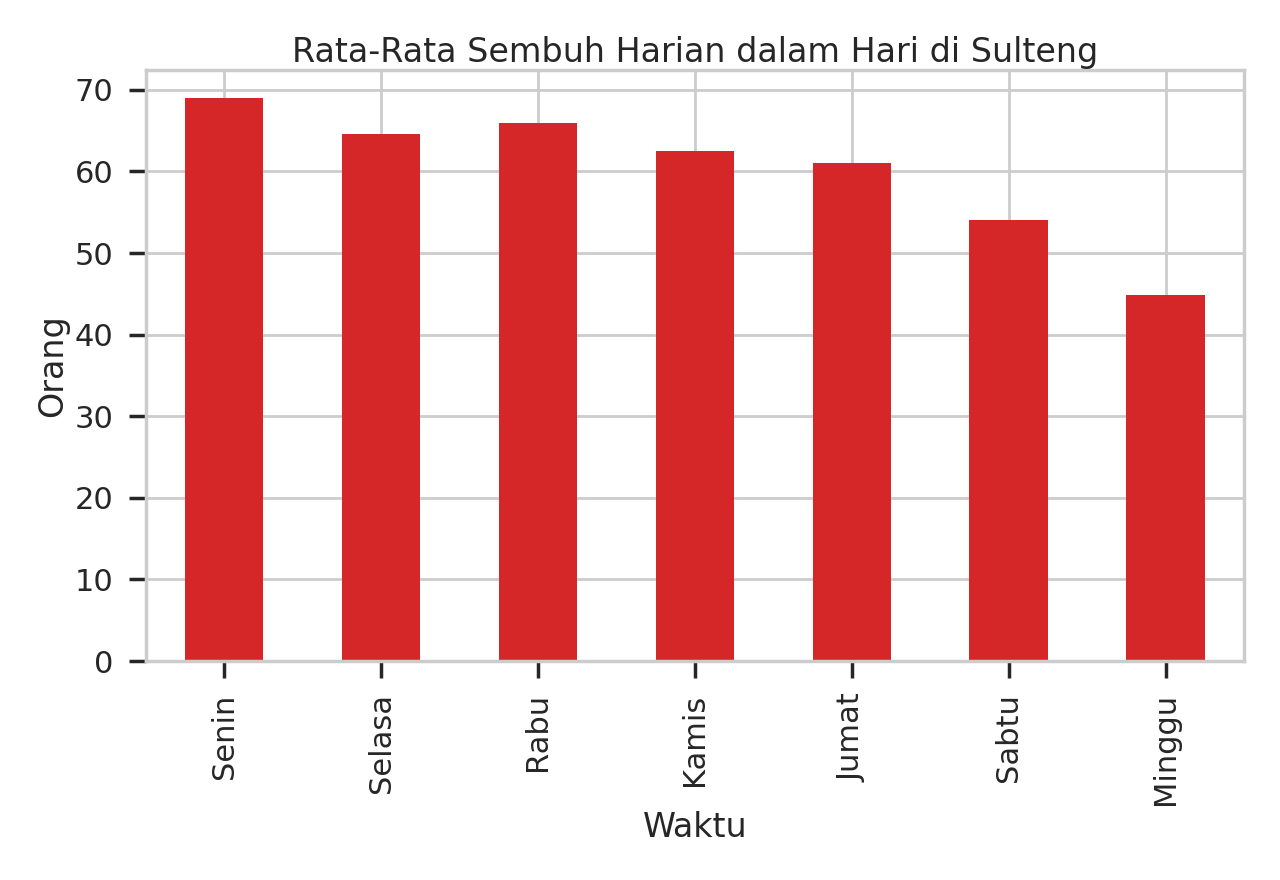 Rata-Rata Sembuh Harian dalam Hari di Sulteng
Orang
70
60
50
40
30
20
10
0
Senin
Selasa
Rabu
Kamis
Jumat
Sabtu
Minggu
Waktu